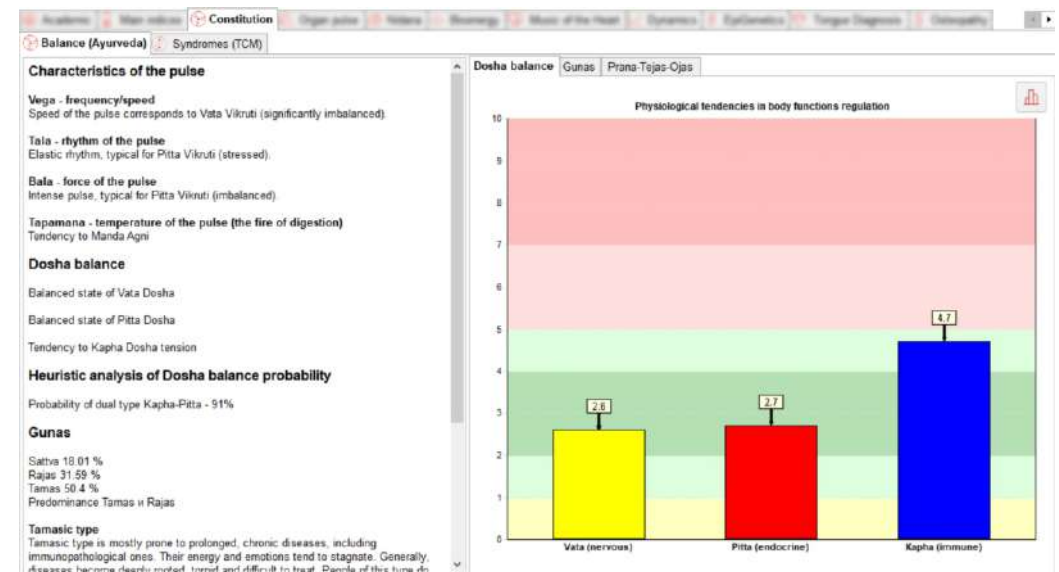 Constitution
Balance (Ayurveda) Syndromes (TCM)
Characteristics of the pulse
Vega - frequency/speed
Speed of the pulse corresponds to Vata Vikruti (significantly imbalanced).
Tala - rhythm of the pulse
Elastic rhythm, typical for Pitta Vikruti (stressed).
Bala - force of the pulse
Intense pulse, typical for Pitta Vikruti (imbalanced).
Tapamana - temperature of the pulse (the fire of digestion)
Tendency to Manda Agni
Dosha balance
Balanced state of Vata Dosha
Balanced state of Pitta Dosha
Tendency to Kapha Dosha tension
Heuristic analysis of Dosha balance probability
Probability of dual type Kapha-Pitta - 91%
Gunas
Sattva 18.01 %
Rajas 31.59 %
Tamas 50.4 %
Predominance Tamas и Rajas
Tamasic type
Tamasic type is mostly prone to prolonged, chronic diseases, including
immunopathological ones. Their energy and emotions tend to stagnate. Generally,
diseases become deeply rooted, torpid and difficult to treat. People of this type do
Dosha balance Gunas Prana-Tejas-Ojas
Physiological tendencies in body functions regulation
10
9
8
7
6
5
4
3
2
1
0
2.6
2.7
4.7
Vata (nervous) Pitta (endocrine) Kapha (immune)